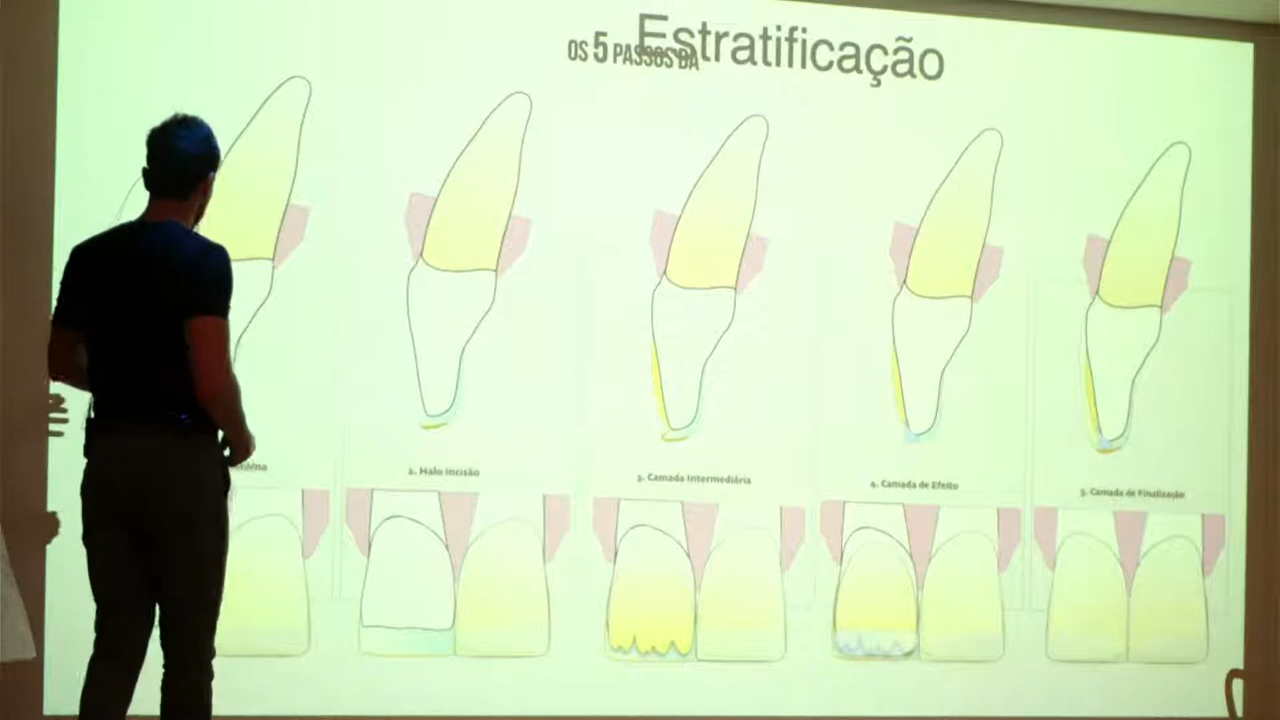 OS 5 PASSOS DA
Estratificação
2. Halo Incisão
3. Camada Intermediária
4. Camada de Efeito
5. Camada de Finalização